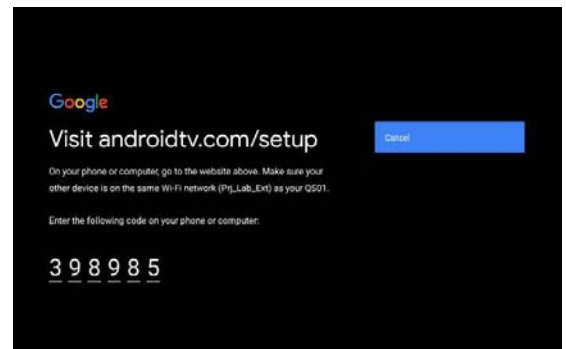 Google
Visit androidtv.com/setup
Cancel
On your phone or computer, go to the website above. Make sure your
other device is on the same Wi-Fi network (Prj_Lab_Ext) as your QS01.
Enter the following code on your phone or computer:
398985